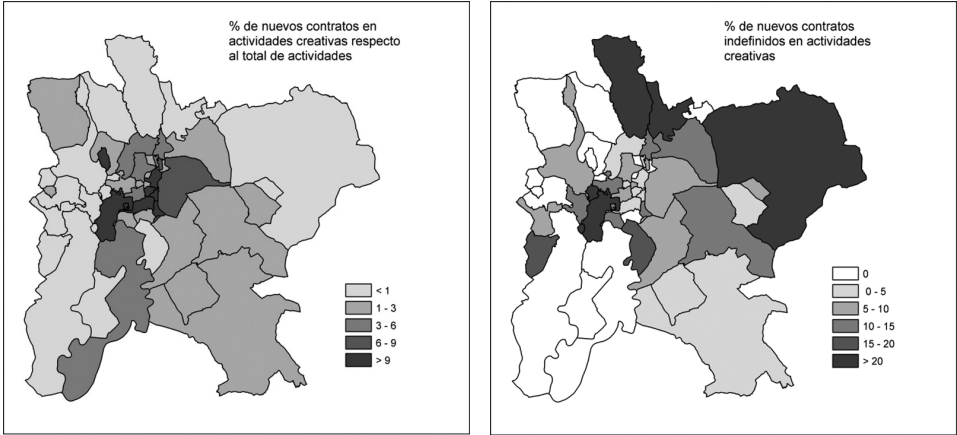 % de nuevos contratos en
actividades creativas respecto
al total de actividades
< 1
1 - 3
3 - 6
6 - 9
> 9
% de nuevos contratos
indefinidos en actividades
creativas
0
0 - 5
5 - 10
10 - 15
15 - 20
> 20